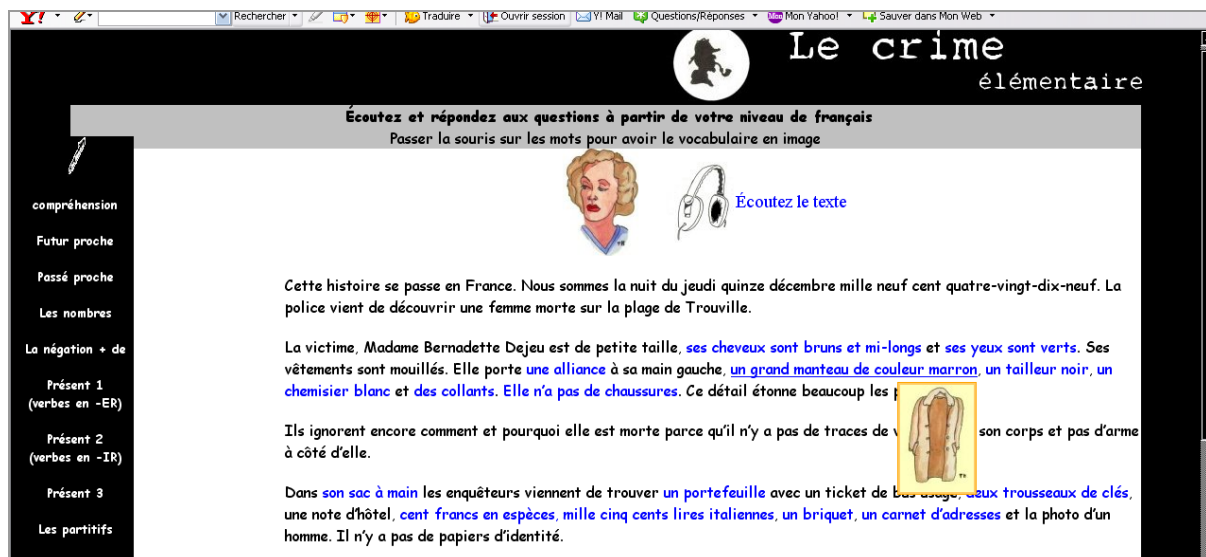 Y! Rechercher Traduire Ouvrir session Y! Mail Questions/Réponses Mon Mon Yahoo! Sauver dans Mon Web
Le crime
élémentaire
Écoutez et répondez aux questions à partir de votre niveau de français
Passer la souris sur les mots pour avoir le vocabulaire en image
Écoutez le texte
compréhension
Futur proche
Passé proche
Les nombres
La négation + de
Présent 1
(verbes en -ER)
Présent 2
(verbes en -IR)
Présent 3
Les partitifs
Cette histoire se passe en France. Nous sommes la nuit du jeudi quinze décembre mille neuf cent quatre-vingt-dix-neuf. La
police vient de découvrir une femme morte sur la plage de Trouville.
La victime, Madame Bernadette Dejeu est de petite taille, ses cheveux sont bruns et mi-longs et ses yeux sont verts. Ses
vêtements sont mouillés. Elle porte une alliance à sa main gauche, un grand manteau de couleur marron, un tailleur noir, un
chemisier blanc et des collants. Elle n'a pas de chaussures. Ce détail étonne beaucoup les
Ils ignorent encore comment et pourquoi elle est morte parce qu'il n'y a pas de traces de son corps et pas d'arme
à côté d'elle.
Dans son sac à main les enquêteurs viennent de trouver un portefeuille avec un ticket de bus usagé, deux trousseaux de clés,
une note d'hôtel, cent francs en espèces, mille cinq cents lires italiennes, un briquet, un carnet d'adresses et la photo d'un
homme. Il n'y a pas de papiers d'identité.